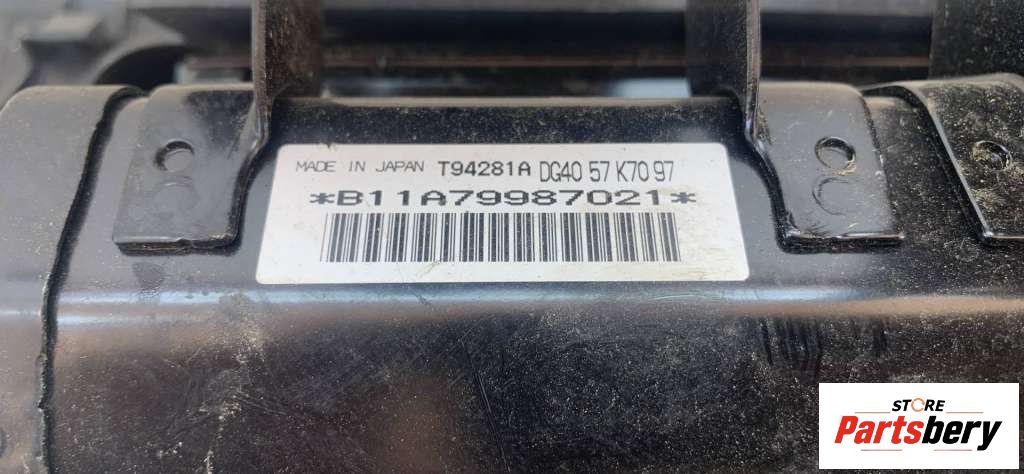 MADE IN JAPAN T94281A DG40 57 K70 97
*B11A79987021*
STORE
Partsbery